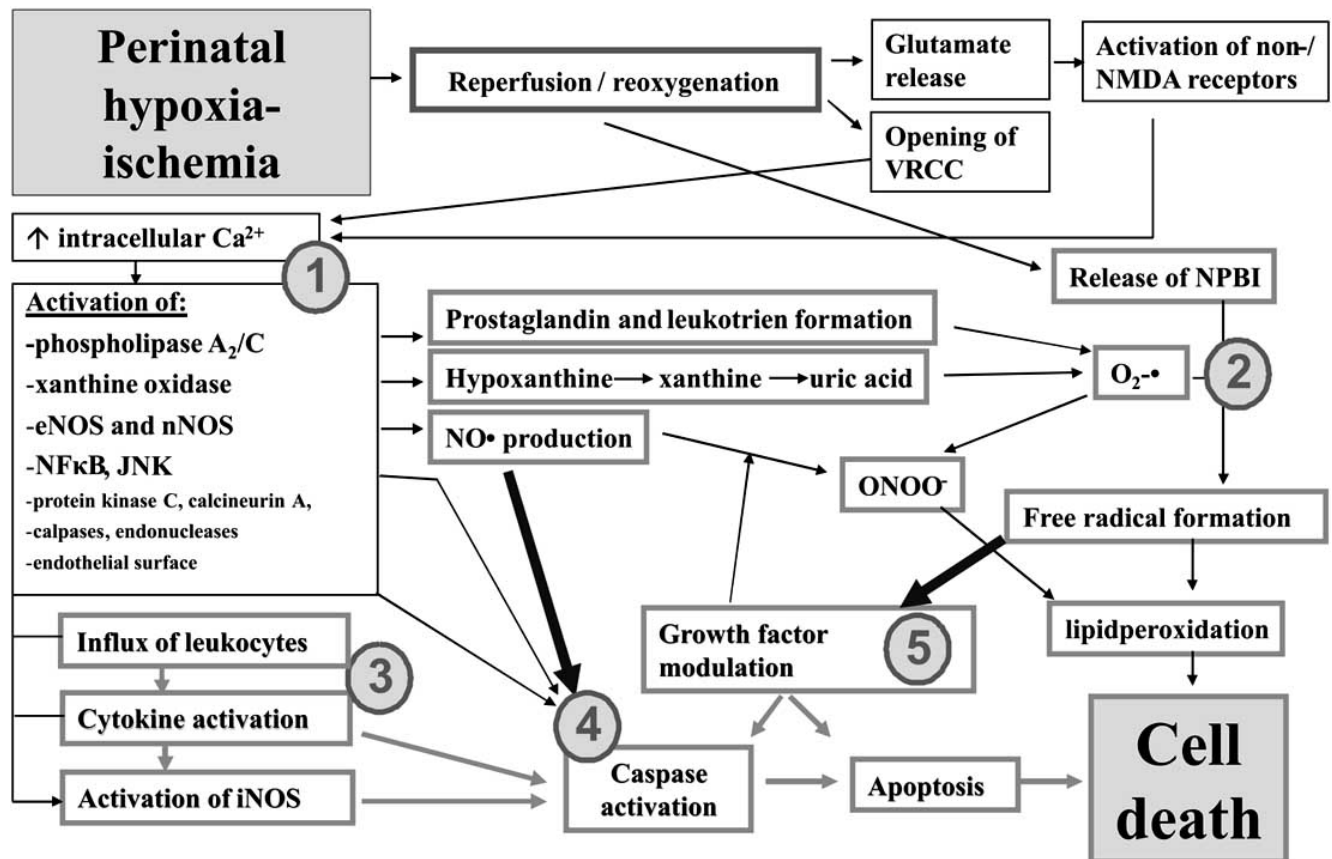 Perinatal
hypoxia-
ischemia
Reperfusion / reoxygenation
Glutamate
release
Activation of non-/
NMDA receptors
Opening of
VRCC
↑ intracellular Ca²⁺
1
Activation of:
-phospholipase A₂/C
-xanthine oxidase
-eNOS and nNOS
-NFκB, JNK
-protein kinase C, calcineurin A,
-calpases, endonucleases
-endothelial surface
Prostaglandin and leukotrien formation
Hypoxanthine→ xanthine →uric acid
NO• production
Release of NPBI
O₂-•
2
ONOO⁻
Free radical formation
Growth factor
modulation
5
lipidperoxidation
Influx of leukocytes
3
Cytokine activation
Activation of iNOS
4
Caspase
activation
Apoptosis
Cell
death